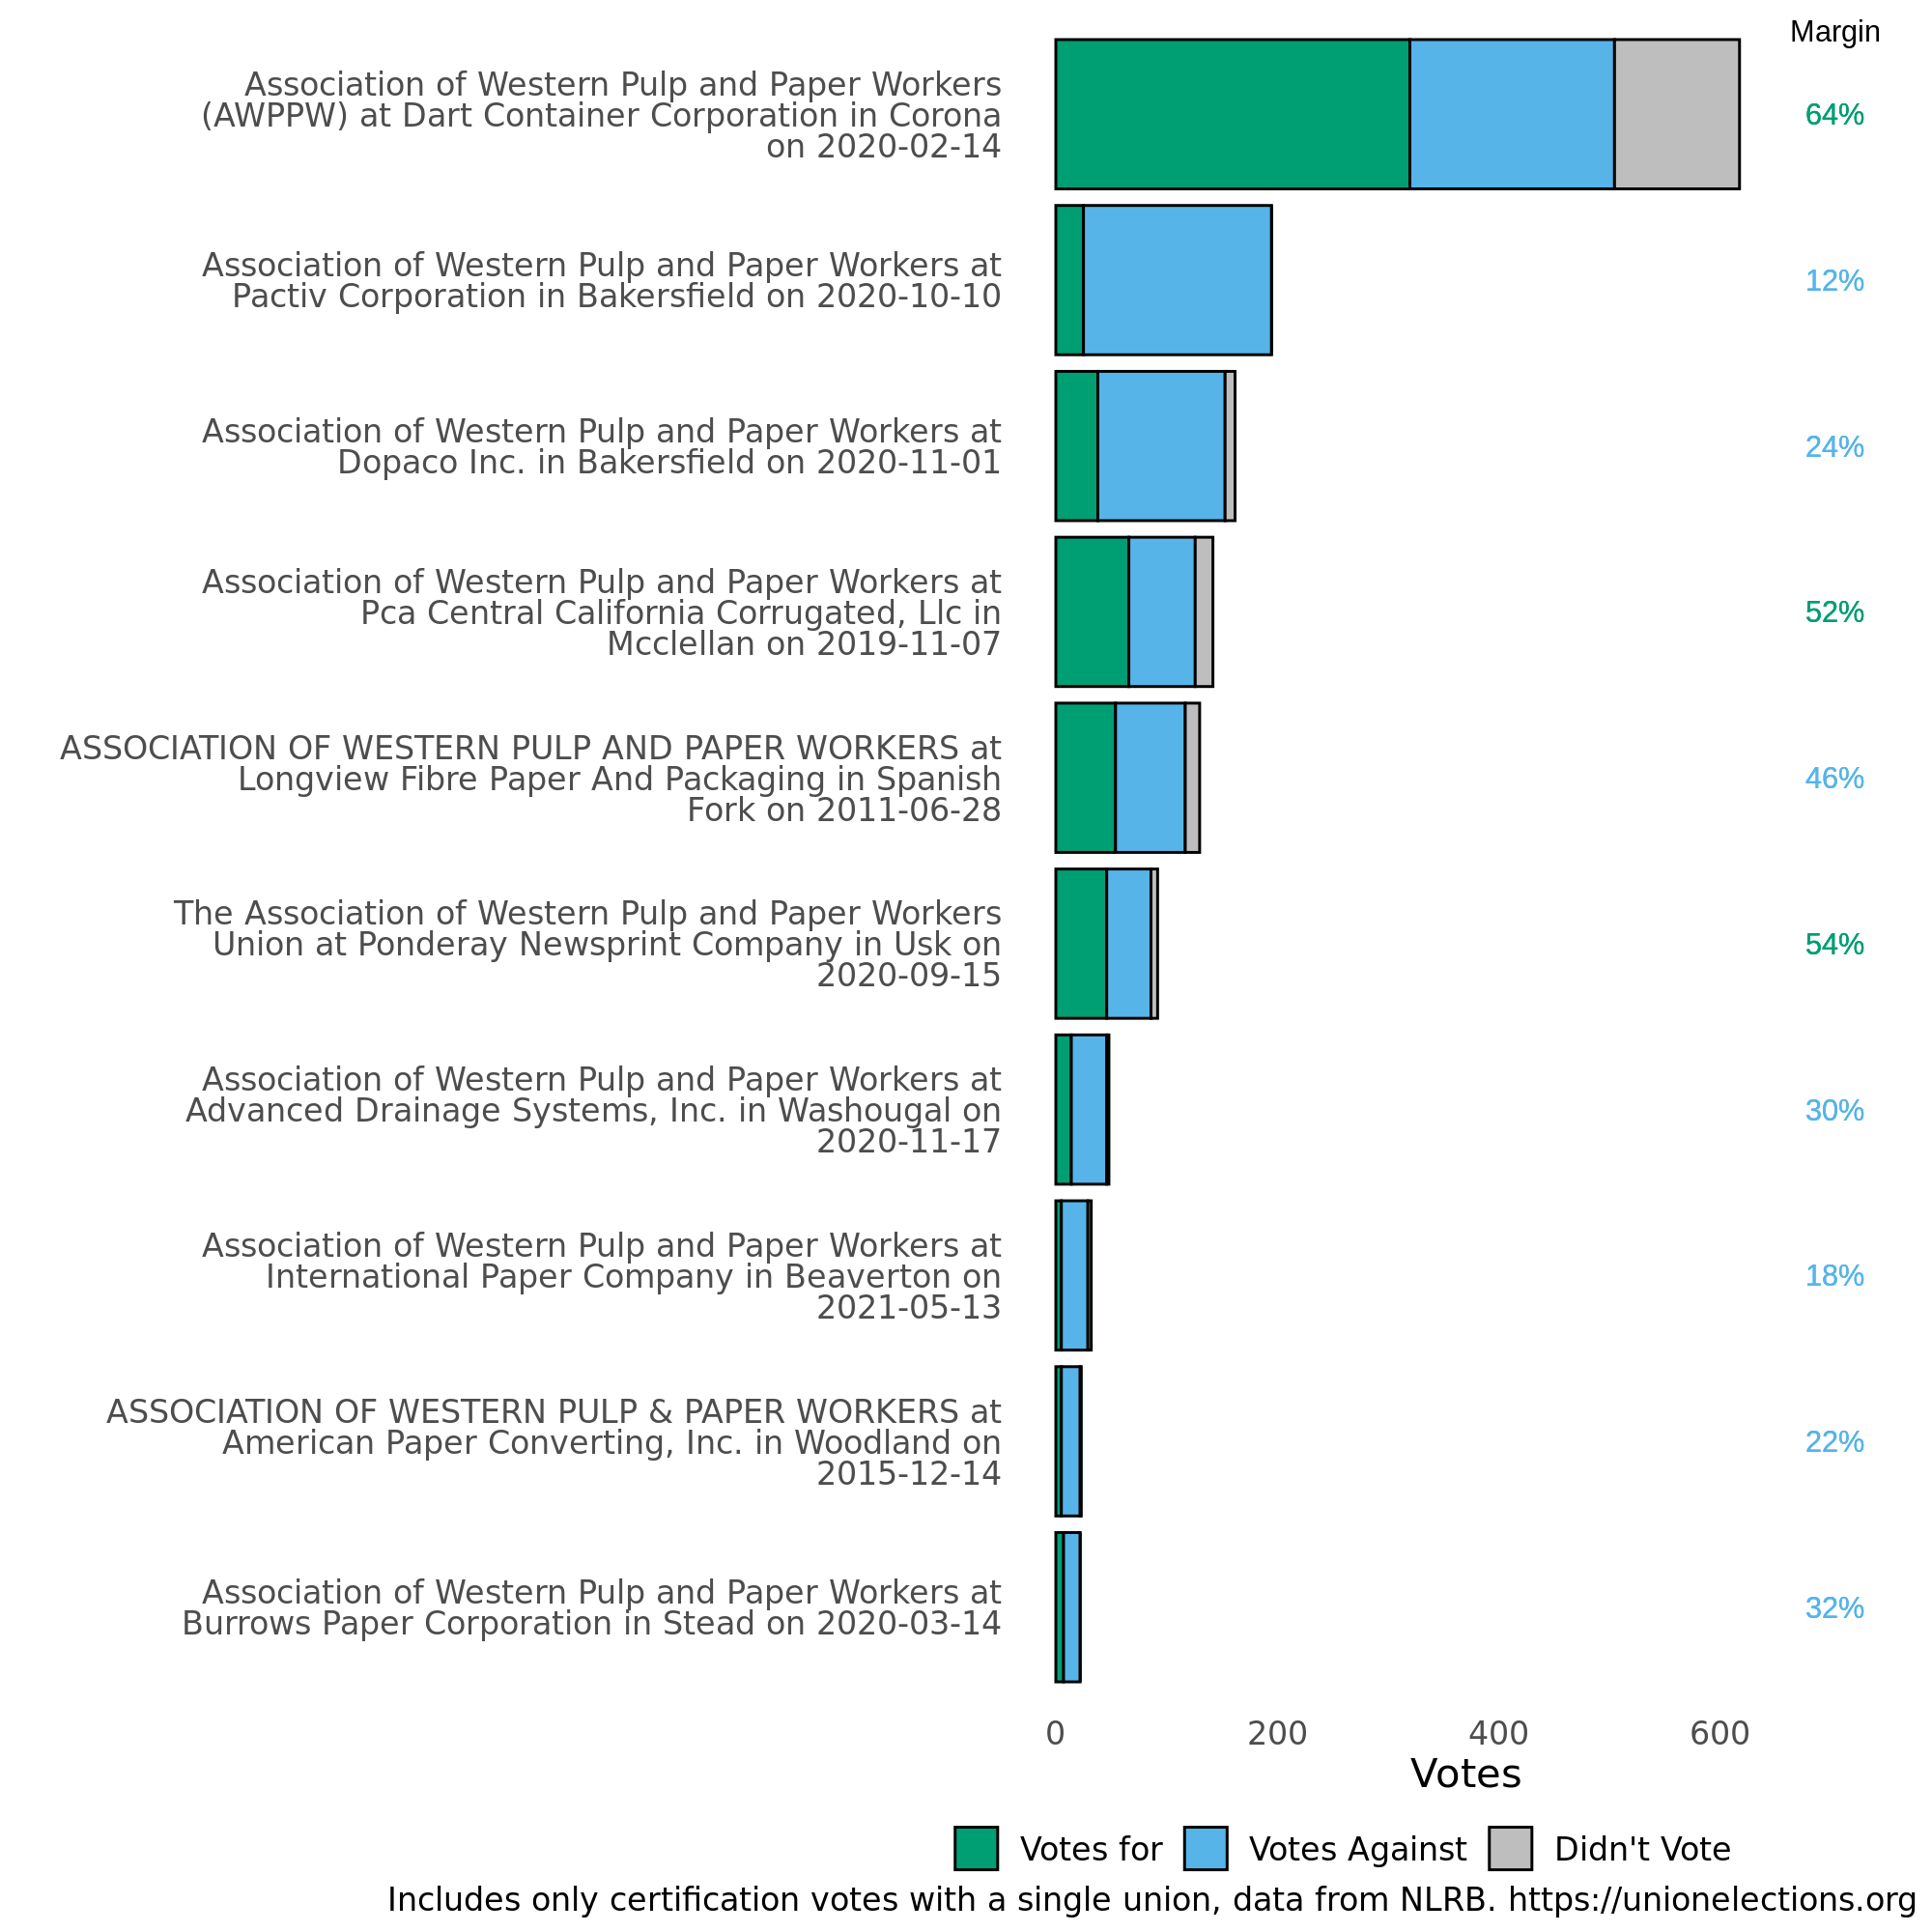 Margin
Association of Western Pulp and Paper Workers
(AWPPW) at Dart Container Corporation in Corona
on 2020-02-14
64%
Association of Western Pulp and Paper Workers at
Pactiv Corporation in Bakersfield on 2020-10-10
12%
Association of Western Pulp and Paper Workers at
Dopaco Inc. in Bakersfield on 2020-11-01
24%
Association of Western Pulp and Paper Workers at
Pca Central California Corrugated, Llc in
Mcclellan on 2019-11-07
52%
ASSOCIATION OF WESTERN PULP AND PAPER WORKERS at
Longview Fibre Paper And Packaging in Spanish
Fork on 2011-06-28
46%
The Association of Western Pulp and Paper Workers
Union at Ponderay Newsprint Company in Usk on
2020-09-15
54%
Association of Western Pulp and Paper Workers at
Advanced Drainage Systems, Inc. in Washougal on
2020-11-17
30%
Association of Western Pulp and Paper Workers at
International Paper Company in Beaverton on
2021-05-13
18%
ASSOCIATION OF WESTERN PULP & PAPER WORKERS at
American Paper Converting, Inc. in Woodland on
2015-12-14
22%
Association of Western Pulp and Paper Workers at
Burrows Paper Corporation in Stead on 2020-03-14
32%
0 200 400 600
Votes
Votes for Votes Against Didn't Vote
Includes only certification votes with a single union, data from NLRB. https://unionelections.org